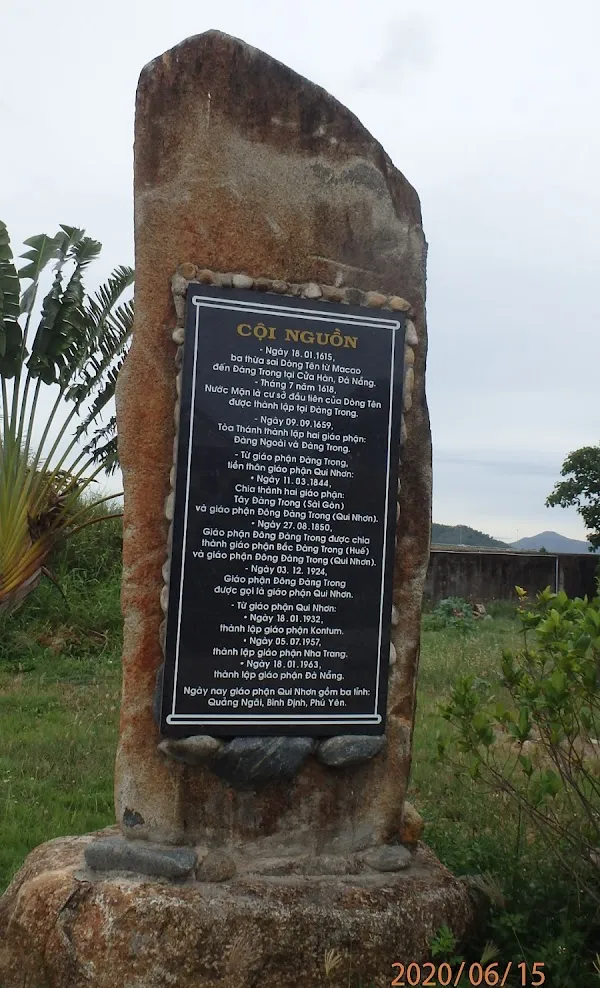 CỘI NGUỒN
- Ngày 18.01.1615,
ba thừa sai Dòng Tên từ Macao
đến Đàng Trong tại Cửa Hàn, Đà Nẵng.
- Tháng 7 năm 1618,
Nước Mặn là cư sở đầu tiên của Dòng Tên
được thành lập tại Đàng Trong.
- Ngày 09.09.1659,
Tòa Thánh thành lập hai giáo phận:
Đàng Ngoài và Đàng Trong.
- Từ giáo phận Đàng Trong,
tiền thân giáo phận Qui Nhơn:
• Ngày 11.03.1844,
Chia thành hai giáo phận:
Tây Đàng Trong (Sài Gòn)
và giáo phận Đông Đàng Trong (Qui Nhơn).
• Ngày 27.08.1850,
Giáo phận Đông Đàng Trong được chia
thành giáo phận Bắc Đàng Trong (Huế)
và giáo phận Đông Đàng Trong (Qui Nhơn).
- Ngày 03. 12. 1924,
Giáo phận Đông Đàng Trong
được gọi là giáo phận Qui Nhơn.
- Từ giáo phận Qui Nhơn:
• Ngày 18.01.1932,
thành lập giáo phận Kontum.
• Ngày 05.07.1957,
thành lập giáo phận Nha Trang.
• Ngày 18.01.1963,
thành lập giáo phận Đà Nẵng.
Ngày nay giáo phận Qui Nhơn gồm ba tỉnh:
Quảng Ngãi, Bình Định, Phú Yên.
2020/06/15